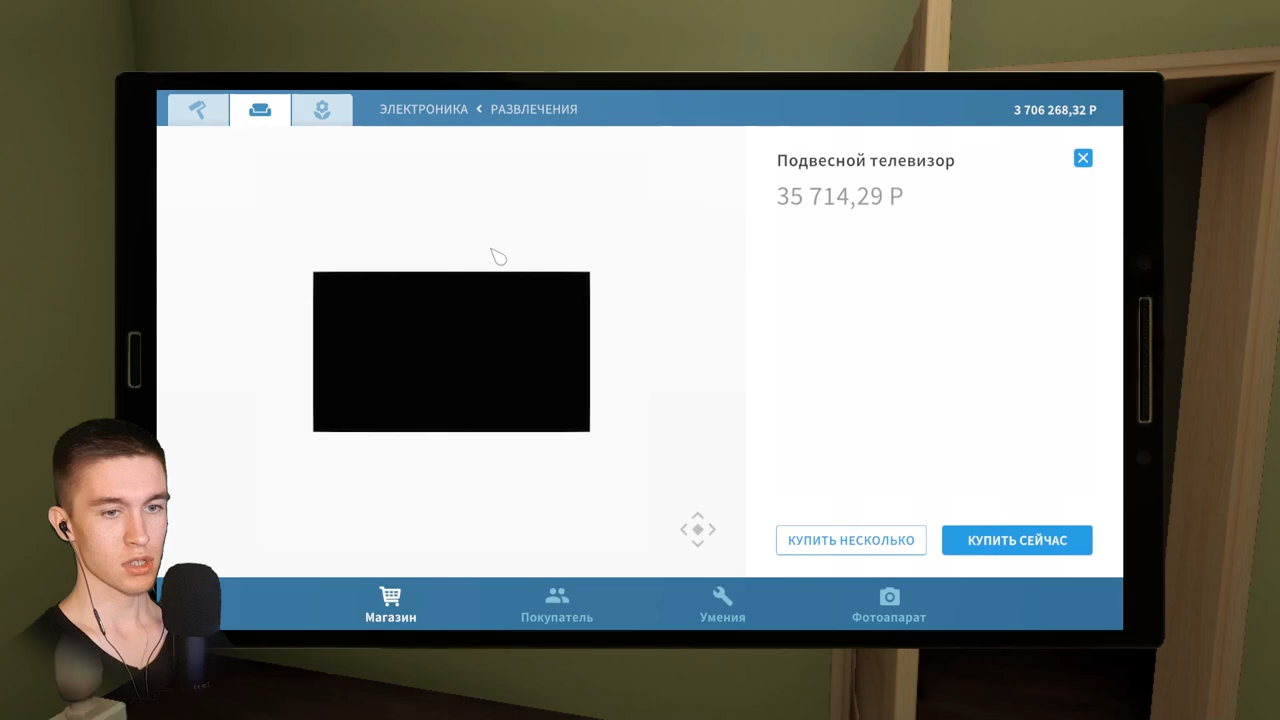 ЭЛЕКТРОНИКА < РАЗВЛЕЧЕНИЯ
3 706 268,32 Р
Подвесной телевизор
35 714,29 Р
КУПИТЬ НЕСКОЛЬКО
КУПИТЬ СЕЙЧАС
Магазин
Покупатель
Умения
Фотоапарат